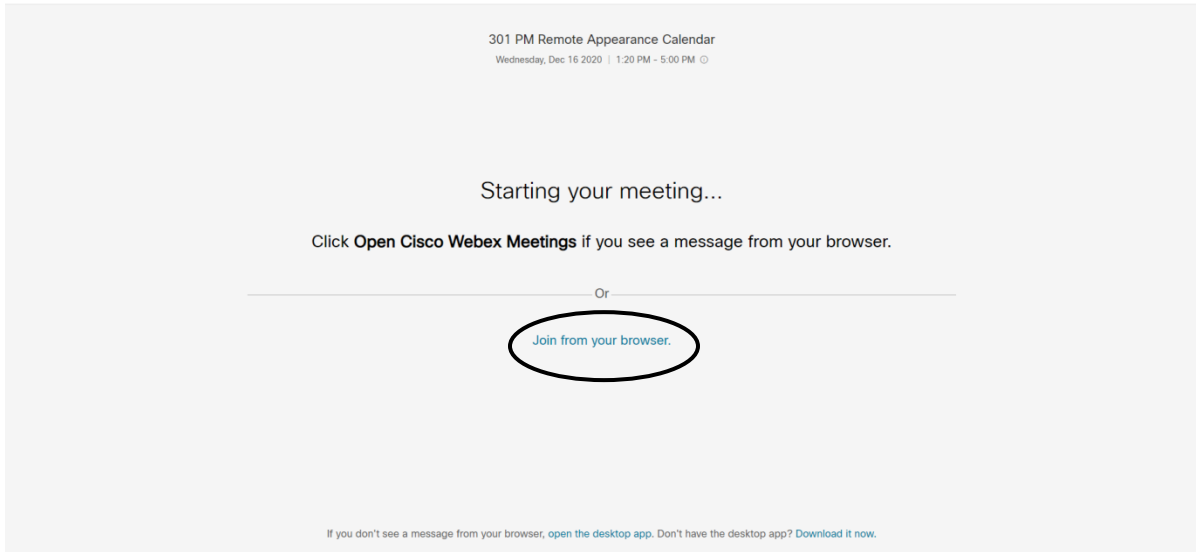 301 PM Remote Appearance Calendar
Wednesday, Dec 16 2020 | 1:20 PM - 5:00 PM
Starting your meeting...
Click Open Cisco Webex Meetings if you see a message from your browser.
Or
Join from your browser.
If you don't see a message from your browser, open the desktop app. Don't have the desktop app? Download it now.